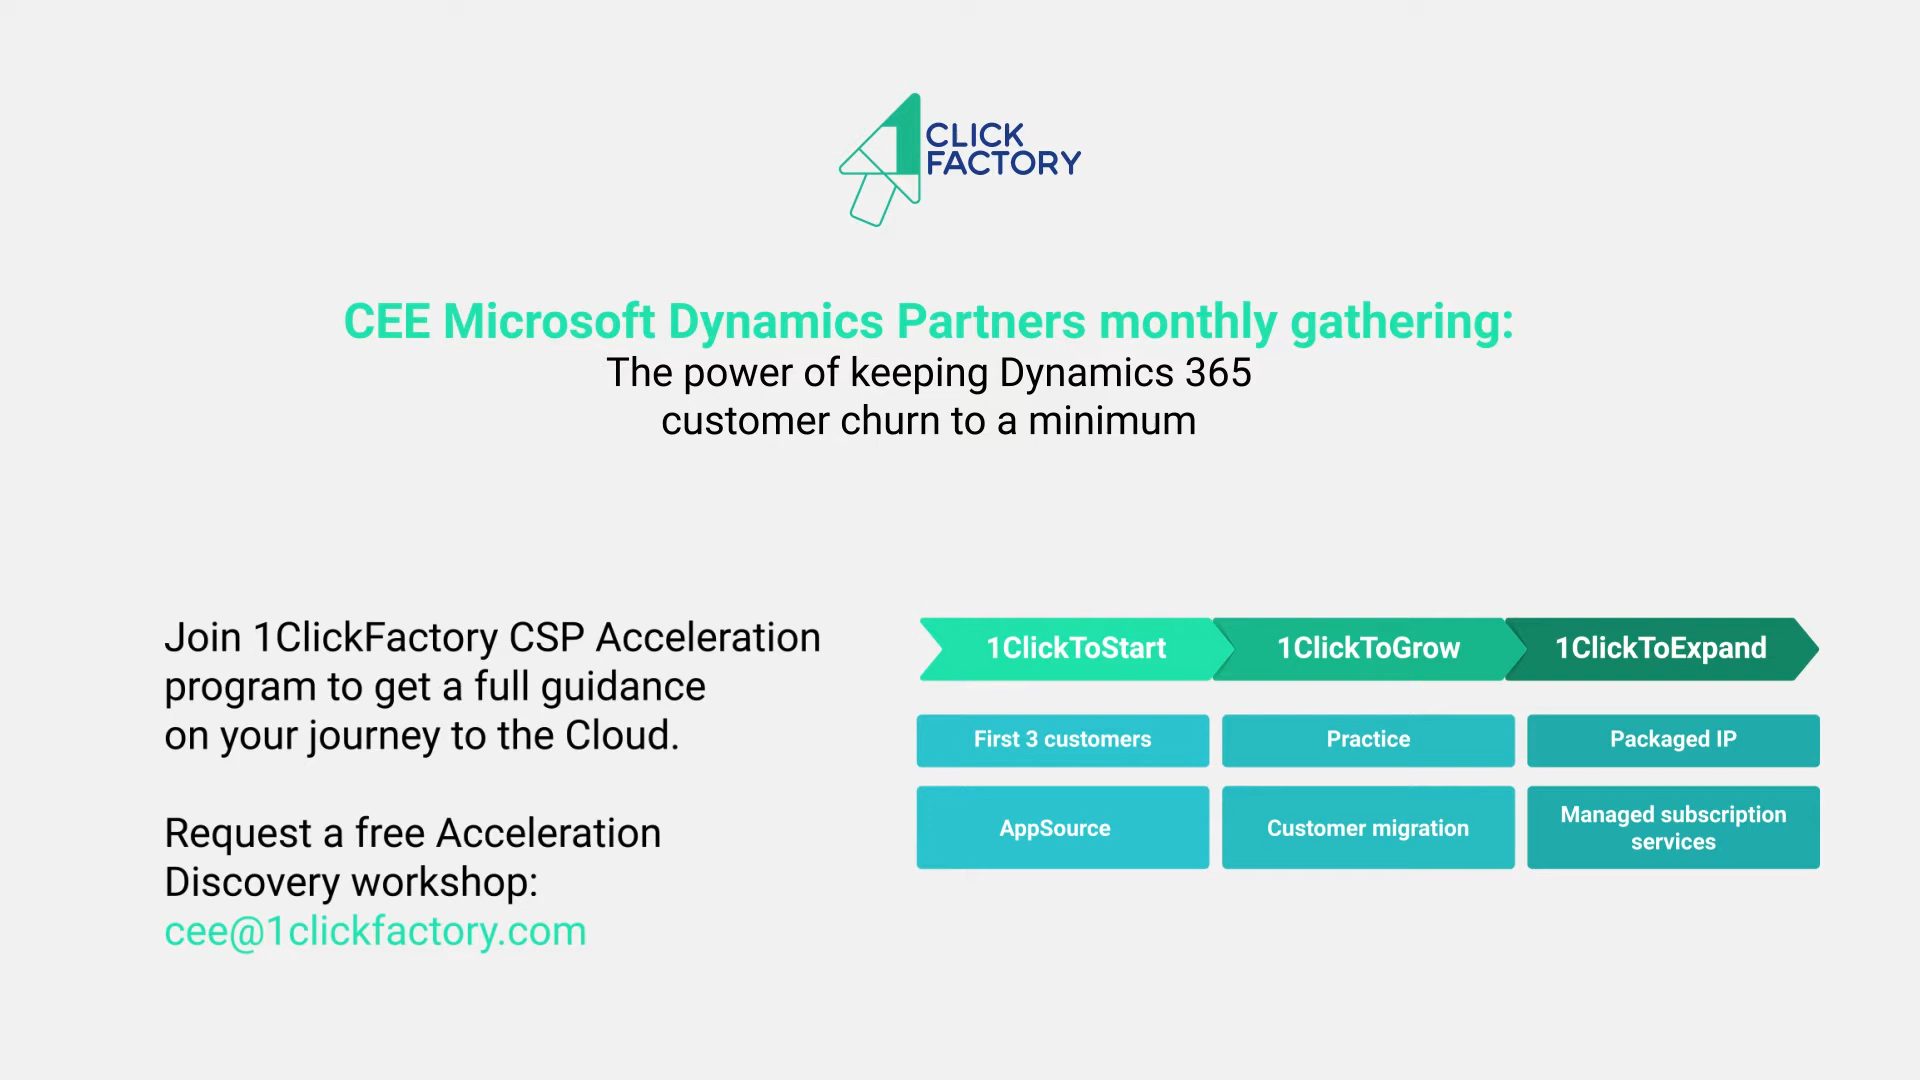 1 CLICK
FACTORY
CEE Microsoft Dynamics Partners monthly gathering:
The power of keeping Dynamics 365
customer churn to a minimum
Join 1ClickFactory CSP Acceleration
program to get a full guidance
on your journey to the Cloud.
Request a free Acceleration
Discovery workshop:
cee@1clickfactory.com
1ClickToStart
1ClickToGrow
1ClickToExpand
First 3 customers
Practice
Packaged IP
AppSource
Customer migration
Managed subscription
services